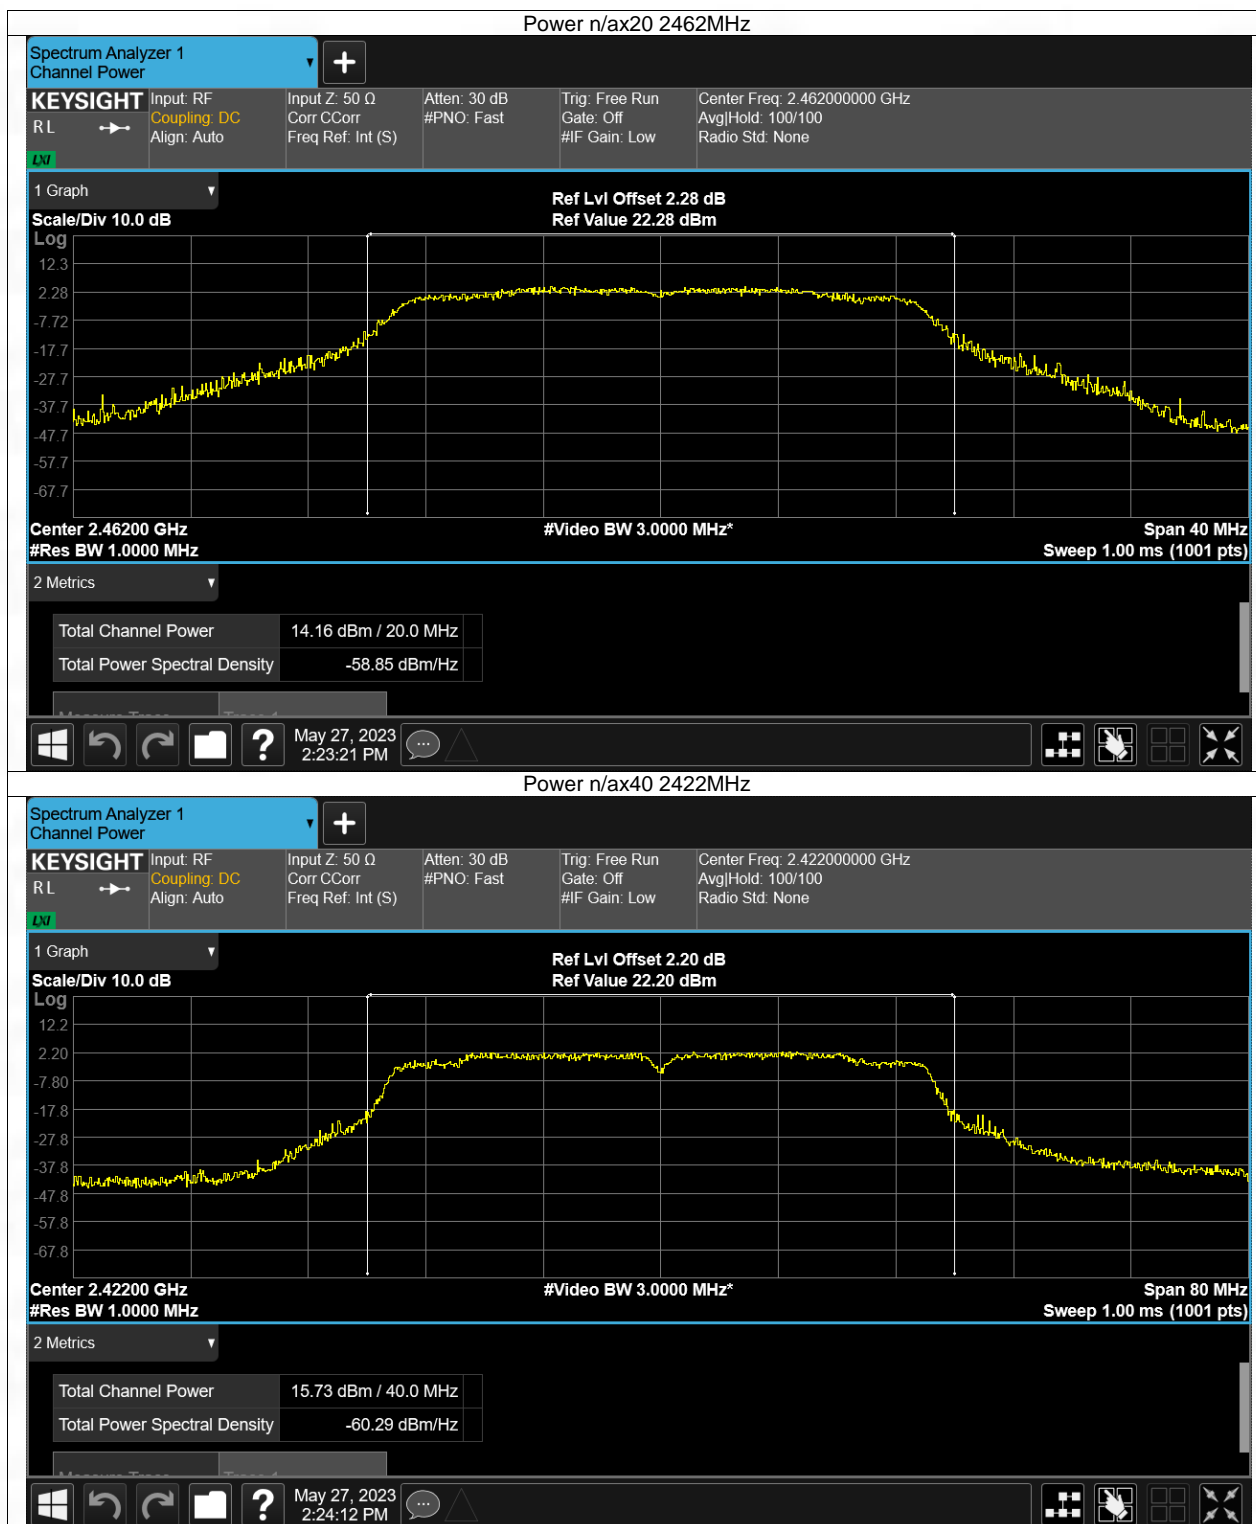 Power n/ax20 2462MHz
Spectrum Analyzer 1
Channel Power
KEYSIGHT Input: RF Input Z: 50 Ω Atten: 30 dB Trig: Free Run Center Freq: 2.462000000 GHz
RL Coupling: DC Corr CCorr #PNO: Fast Gate: Off Avg|Hold: 100/100
Align: Auto Freq Ref: Int (S) #IF Gain: Low Radio Std: None
LXI
1 Graph
Ref Lvl Offset 2.28 dB
Scale/Div 10.0 dB Ref Value 22.28 dBm
Log
12.3
2.28
-7.72
-17.7
-27.7
-37.7
-47.7
-57.7
-67.7
Center 2.46200 GHz #Video BW 3.0000 MHz* Span 40 MHz
#Res BW 1.0000 MHz Sweep 1.00 ms (1001 pts)
2 Metrics
Total Channel Power 14.16 dBm / 20.0 MHz
Total Power Spectral Density -58.85 dBm/Hz
May 27, 2023
2:23:21 PM
Power n/ax40 2422MHz
Spectrum Analyzer 1
Channel Power
KEYSIGHT Input: RF Input Z: 50 Ω Atten: 30 dB Trig: Free Run Center Freq: 2.422000000 GHz
RL Coupling: DC Corr CCorr #PNO: Fast Gate: Off Avg|Hold: 100/100
Align: Auto Freq Ref: Int (S) #IF Gain: Low Radio Std: None
LXI
1 Graph
Ref Lvl Offset 2.20 dB
Scale/Div 10.0 dB Ref Value 22.20 dBm
Log
12.2
2.20
-7.80
-17.8
-27.8
-37.8
-47.8
-57.8
-67.8
Center 2.42200 GHz #Video BW 3.0000 MHz* Span 80 MHz
#Res BW 1.0000 MHz Sweep 1.00 ms (1001 pts)
2 Metrics
Total Channel Power 15.73 dBm / 40.0 MHz
Total Power Spectral Density -60.29 dBm/Hz
May 27, 2023
2:24:12 PM